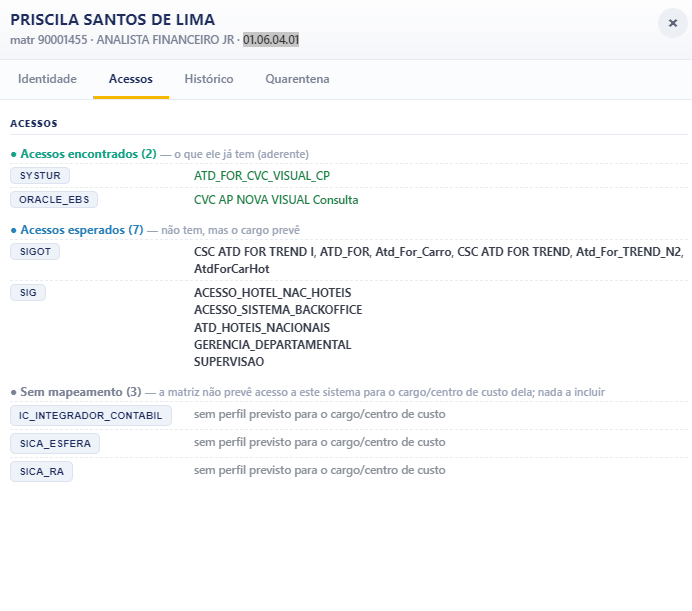 PRISCILA SANTOS DE LIMA
matr 90001455 · ANALISTA FINANCEIRO JR · 01.06.04.01
×
Identidade Acessos Histórico Quarentena
ACESSOS
• Acessos encontrados (2) — o que ele já tem (aderente)
SYSTUR ATD_FOR_CVC_VISUAL_CP
ORACLE_EBS CVC AP NOVA VISUAL Consulta
• Acessos esperados (7) — não tem, mas o cargo prevê
SIGOT CSC ATD FOR TREND I, ATD_FOR, Atd_For_Carro, CSC ATD FOR TREND, Atd_For_TREND_N2,
AtdForCarHot
SIG ACESSO_HOTEL_NAC_HOTEIS
ACESSO_SISTEMA_BACKOFFICE
ATD_HOTEIS_NACIONAIS
GERENCIA_DEPARTAMENTAL
SUPERVISAO
• Sem mapeamento (3) — a matriz não prevê acesso a este sistema para o cargo/centro de custo dela; nada a incluir
IC_INTEGRADOR_CONTABIL sem perfil previsto para o cargo/centro de custo
SICA_ESFERA sem perfil previsto para o cargo/centro de custo
SICA_RA sem perfil previsto para o cargo/centro de custo